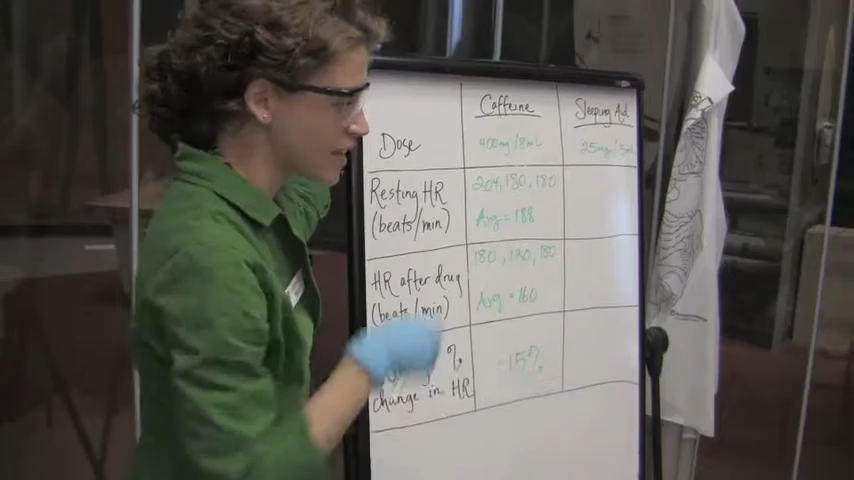 Caffeine
Sleeping Aid
Dose
400mg/8mL
25mg/5mL
Resting HR
(beats/min)
204, 180, 180
Avg = 188
HR after drug
(beats/min)
180, 120, 180
Avg = 160
%
change in HR
-15%